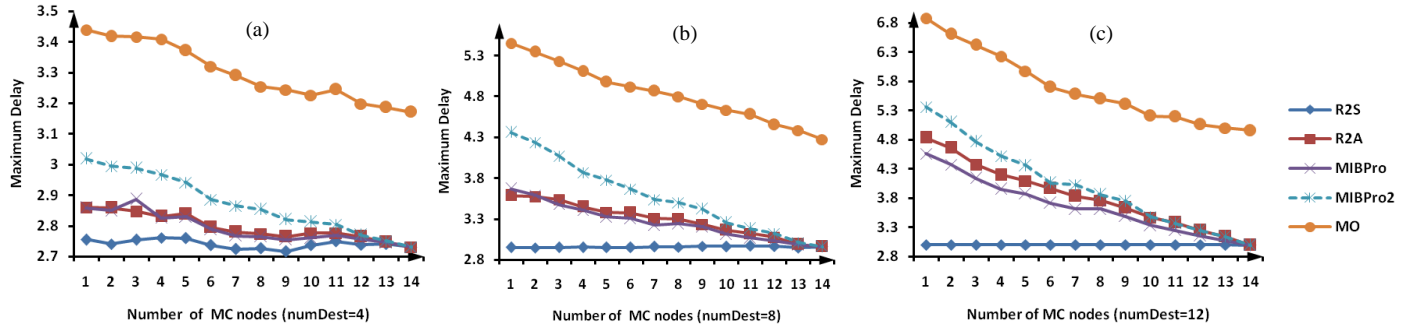 (a)
3.5
3.4
3.3
3.2
3.1
3
2.9
2.8
2.7
Maximum Delay
1 2 3 4 5 6 7 8 9 10 11 12 13 14
Number of MC nodes (numDest=4)
(b)
5.3
4.8
4.3
3.8
3.3
2.8
Maximum Delay
1 2 3 4 5 6 7 8 9 10 11 12 13 14
Number of MC nodes (numDest=8)
(c)
6.8
6.3
5.8
5.3
4.8
4.3
3.8
3.3
2.8
Maximum Delay
1 2 3 4 5 6 7 8 9 10 11 12 13 14
Number of MC nodes (numDest=12)
R2S
R2A
MIBPro
MIBPro2
MO